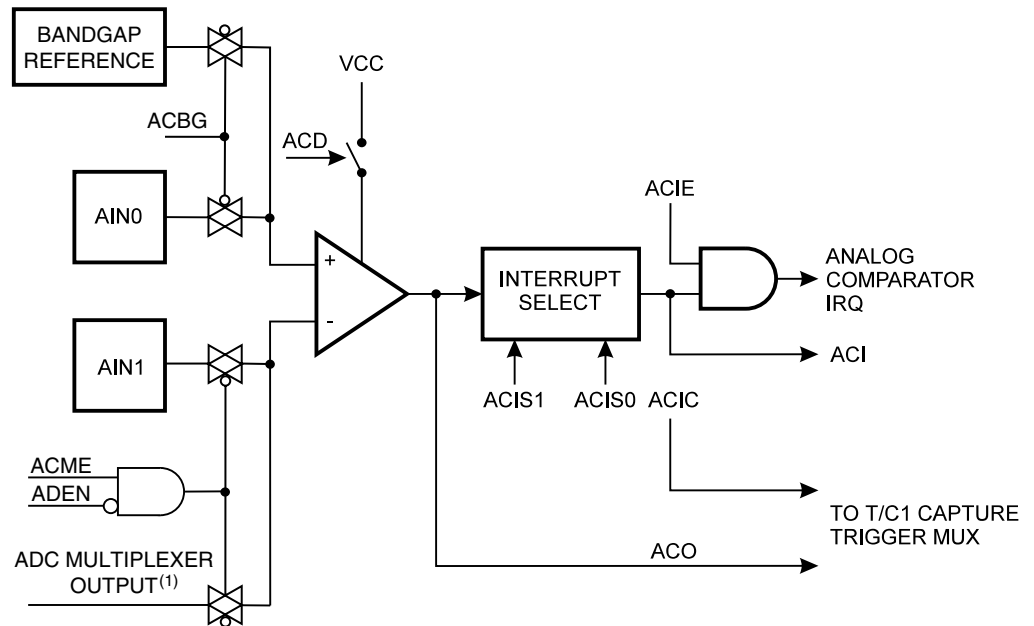 BANDGAP
REFERENCE
VCC
ACBG
ACD
AIN0
ACIE
+
-
INTERRUPT
SELECT
ANALOG
COMPARATOR
IRQ
AIN1
ACI
ACIS1
ACIS0
ACIC
ACME
ADEN
TO T/C1 CAPTURE
TRIGGER MUX
ADC MULTIPLEXER
OUTPUT(1)
ACO